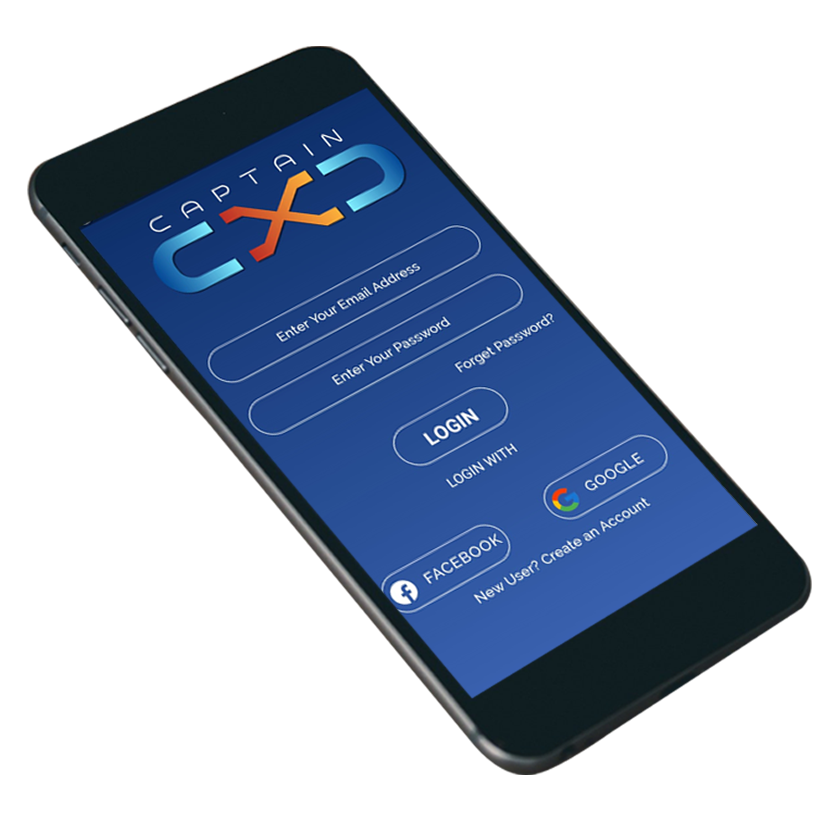 CAPTAIN
CXD
Enter Your Email Address
Enter Your Password
Forget Password?
LOGIN
LOGIN WITH
FACEBOOK
GOOGLE
New User? Create an Account